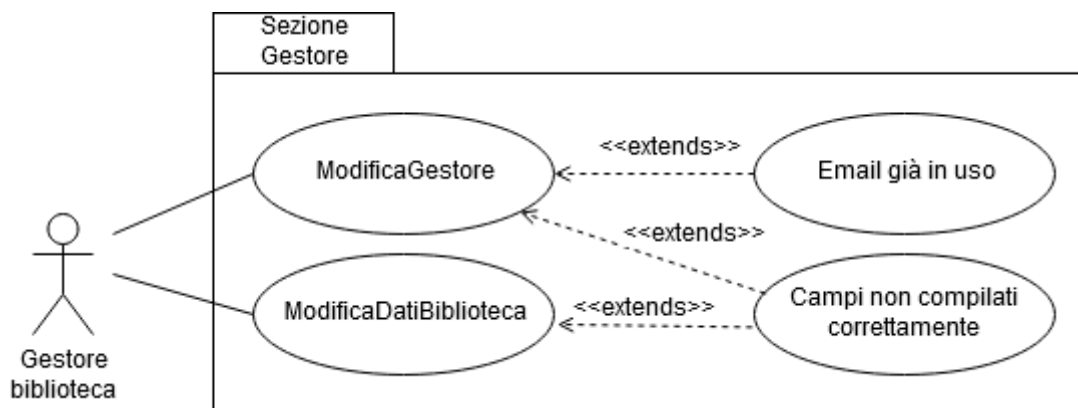 Sezione
Gestore
<<extends>>
ModificaGestore
Email già in uso
<<extends>>
ModificaDatiBiblioteca
<<extends>>
Campi non compilati
correttamente
Gestore
biblioteca